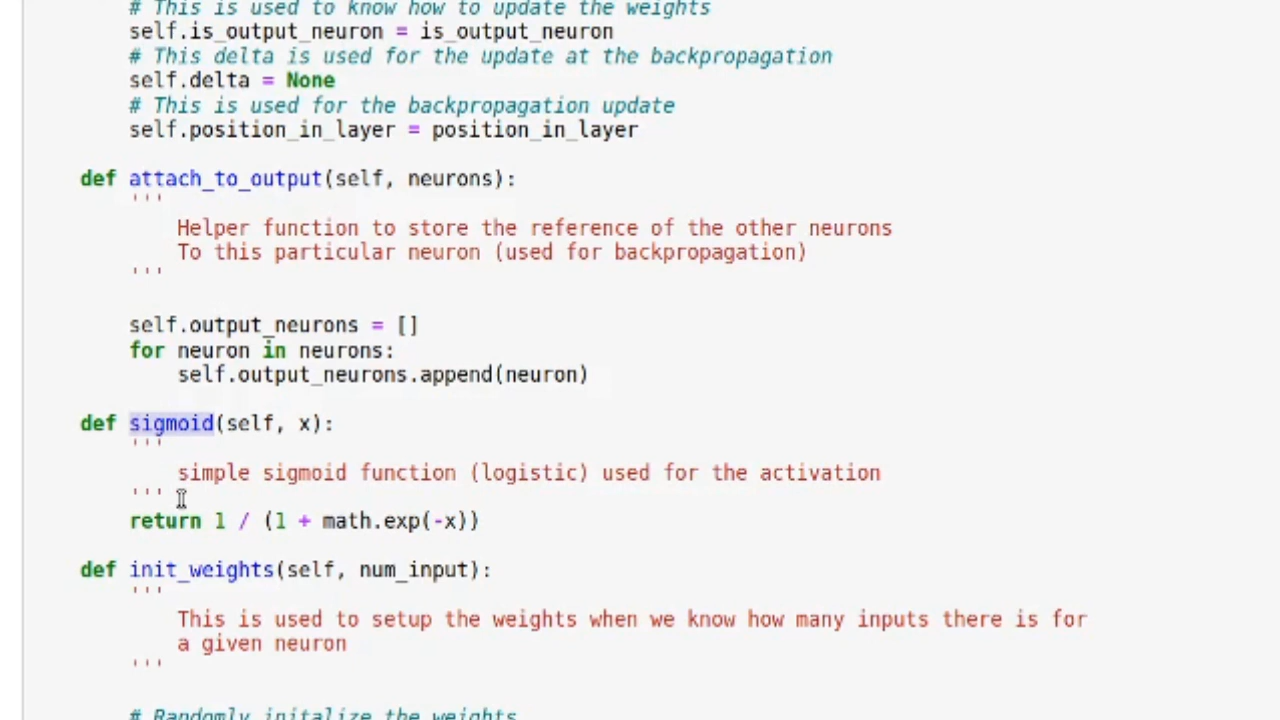 # This is used to know how to update the weights
self.is_output_neuron = is_output_neuron
# This delta is used for the update at the backpropagation
self.delta = None
# This is used for the backpropagation update
self.position_in_layer = position_in_layer
def attach_to_output(self, neurons):
'''
Helper function to store the reference of the other neurons
To this particular neuron (used for backpropagation)
'''
self.output_neurons = []
for neuron in neurons:
self.output_neurons.append(neuron)
def sigmoid(self, x):
'''
simple sigmoid function (logistic) used for the activation
'''
return 1 / (1 + math.exp(-x))
def init_weights(self, num_input):
'''
This is used to setup the weights when we know how many inputs there is for
a given neuron
'''
# Randomly initalize the weights